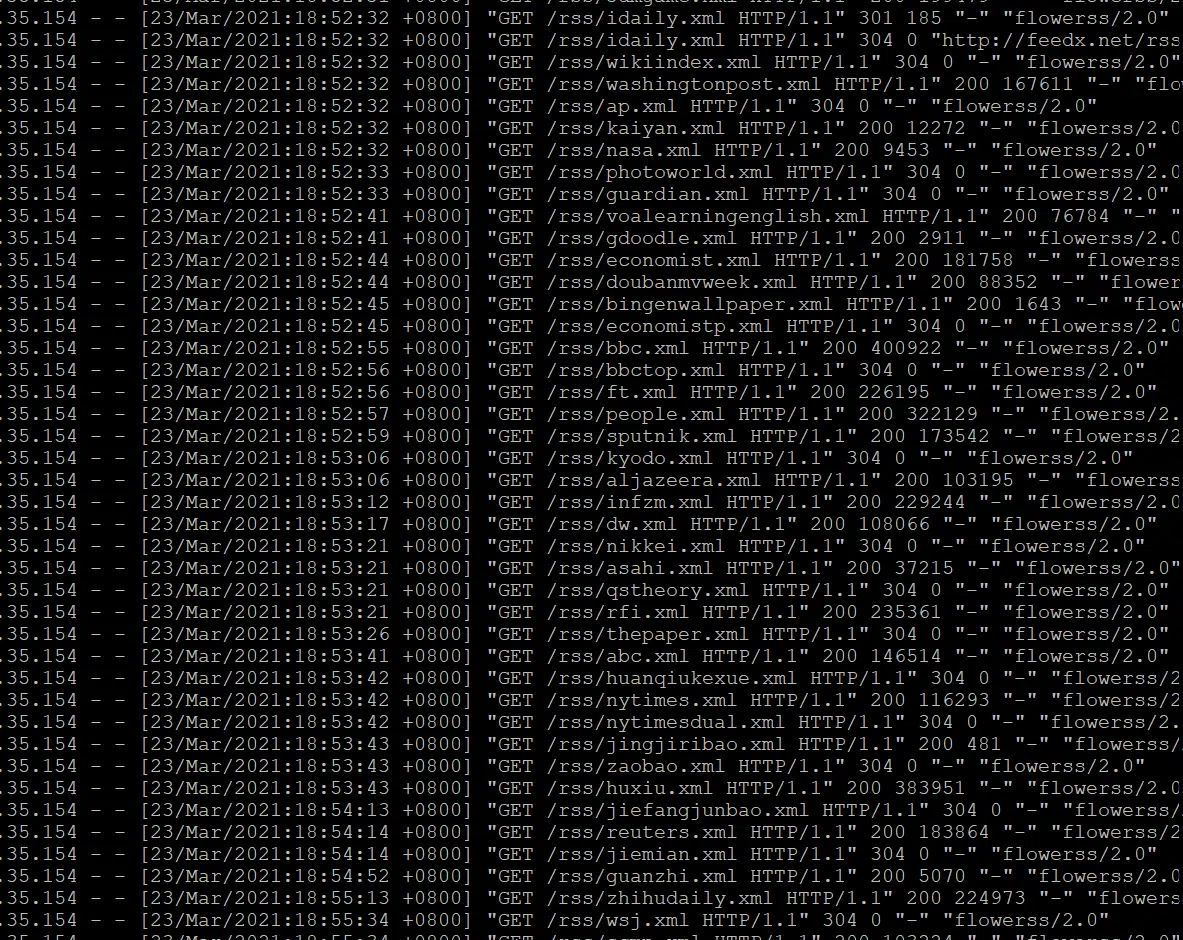 .35.154 - - [23/Mar/2021:18:52:32 +0800] "GET /rss/idaily.xml HTTP/1.1" 301 185 "-" "flowerss/2.0"
.35.154 - - [23/Mar/2021:18:52:32 +0800] "GET /rss/idaily.xml HTTP/1.1" 304 0 "http://feedx.net/rss
.35.154 - - [23/Mar/2021:18:52:32 +0800] "GET /rss/wikiindex.xml HTTP/1.1" 304 0 "-" "flowerss/2.0"
.35.154 - - [23/Mar/2021:18:52:32 +0800] "GET /rss/washingtonpost.xml HTTP/1.1" 200 167611 "-" "flo
.35.154 - - [23/Mar/2021:18:52:32 +0800] "GET /rss/ap.xml HTTP/1.1" 304 0 "-" "flowerss/2.0"
.35.154 - - [23/Mar/2021:18:52:32 +0800] "GET /rss/kaiyan.xml HTTP/1.1" 200 12272 "-" "flowerss/2.0
.35.154 - - [23/Mar/2021:18:52:32 +0800] "GET /rss/nasa.xml HTTP/1.1" 200 9453 "-" "flowerss/2.0"
.35.154 - - [23/Mar/2021:18:52:33 +0800] "GET /rss/photoworld.xml HTTP/1.1" 304 0 "-" "flowerss/2.0
.35.154 - - [23/Mar/2021:18:52:33 +0800] "GET /rss/guardian.xml HTTP/1.1" 304 0 "-" "flowerss/2.0"
.35.154 - - [23/Mar/2021:18:52:41 +0800] "GET /rss/voalearningenglish.xml HTTP/1.1" 200 76784 "-" "
.35.154 - - [23/Mar/2021:18:52:41 +0800] "GET /rss/gdoodle.xml HTTP/1.1" 200 2911 "-" "flowerss/2.0
.35.154 - - [23/Mar/2021:18:52:44 +0800] "GET /rss/economist.xml HTTP/1.1" 200 181758 "-" "flowerss
.35.154 - - [23/Mar/2021:18:52:44 +0800] "GET /rss/doubanmvweek.xml HTTP/1.1" 200 88352 "-" "flower
.35.154 - - [23/Mar/2021:18:52:45 +0800] "GET /rss/bingenwallpaper.xml HTTP/1.1" 200 1643 "-" "flow
.35.154 - - [23/Mar/2021:18:52:45 +0800] "GET /rss/economistp.xml HTTP/1.1" 304 0 "-" "flowerss/2.0
.35.154 - - [23/Mar/2021:18:52:55 +0800] "GET /rss/bbc.xml HTTP/1.1" 200 400922 "-" "flowerss/2.0"
.35.154 - - [23/Mar/2021:18:52:56 +0800] "GET /rss/bbctop.xml HTTP/1.1" 304 0 "-" "flowerss/2.0"
.35.154 - - [23/Mar/2021:18:52:56 +0800] "GET /rss/ft.xml HTTP/1.1" 200 226195 "-" "flowerss/2.0"
.35.154 - - [23/Mar/2021:18:52:57 +0800] "GET /rss/people.xml HTTP/1.1" 200 322129 "-" "flowerss/2.
.35.154 - - [23/Mar/2021:18:52:59 +0800] "GET /rss/sputnik.xml HTTP/1.1" 200 173542 "-" "flowerss/2
.35.154 - - [23/Mar/2021:18:53:06 +0800] "GET /rss/kyodo.xml HTTP/1.1" 304 0 "-" "flowerss/2.0"
.35.154 - - [23/Mar/2021:18:53:06 +0800] "GET /rss/aljazeera.xml HTTP/1.1" 200 103195 "-" "flowerss
.35.154 - - [23/Mar/2021:18:53:12 +0800] "GET /rss/infzm.xml HTTP/1.1" 200 229244 "-" "flowerss/2.0
.35.154 - - [23/Mar/2021:18:53:17 +0800] "GET /rss/dw.xml HTTP/1.1" 200 108066 "-" "flowerss/2.0"
.35.154 - - [23/Mar/2021:18:53:21 +0800] "GET /rss/nikkei.xml HTTP/1.1" 304 0 "-" "flowerss/2.0"
.35.154 - - [23/Mar/2021:18:53:21 +0800] "GET /rss/asahi.xml HTTP/1.1" 200 37215 "-" "flowerss/2.0"
.35.154 - - [23/Mar/2021:18:53:21 +0800] "GET /rss/qstheory.xml HTTP/1.1" 304 0 "-" "flowerss/2.0"
.35.154 - - [23/Mar/2021:18:53:21 +0800] "GET /rss/rfi.xml HTTP/1.1" 200 235361 "-" "flowerss/2.0"
.35.154 - - [23/Mar/2021:18:53:26 +0800] "GET /rss/thepaper.xml HTTP/1.1" 304 0 "-" "flowerss/2.0"
.35.154 - - [23/Mar/2021:18:53:41 +0800] "GET /rss/abc.xml HTTP/1.1" 200 146514 "-" "flowerss/2.0"
.35.154 - - [23/Mar/2021:18:53:42 +0800] "GET /rss/huanqiukexue.xml HTTP/1.1" 304 0 "-" "flowerss/2
.35.154 - - [23/Mar/2021:18:53:42 +0800] "GET /rss/nytimes.xml HTTP/1.1" 200 116293 "-" "flowerss/2
.35.154 - - [23/Mar/2021:18:53:42 +0800] "GET /rss/nytimesdual.xml HTTP/1.1" 304 0 "-" "flowerss/2.
.35.154 - - [23/Mar/2021:18:53:43 +0800] "GET /rss/jingjiribao.xml HTTP/1.1" 200 481 "-" "flowerss/
.35.154 - - [23/Mar/2021:18:53:43 +0800] "GET /rss/zaobao.xml HTTP/1.1" 304 0 "-" "flowerss/2.0"
.35.154 - - [23/Mar/2021:18:53:43 +0800] "GET /rss/huxiu.xml HTTP/1.1" 200 383951 "-" "flowerss/2.0
.35.154 - - [23/Mar/2021:18:54:13 +0800] "GET /rss/jiefangjunbao.xml HTTP/1.1" 304 0 "-" "flowerss/
.35.154 - - [23/Mar/2021:18:54:14 +0800] "GET /rss/reuters.xml HTTP/1.1" 200 183864 "-" "flowerss/2
.35.154 - - [23/Mar/2021:18:54:14 +0800] "GET /rss/jiemian.xml HTTP/1.1" 304 0 "-" "flowerss/2.0"
.35.154 - - [23/Mar/2021:18:54:52 +0800] "GET /rss/guanzhi.xml HTTP/1.1" 200 5070 "-" "flowerss/2.0
.35.154 - - [23/Mar/2021:18:55:13 +0800] "GET /rss/zhihudaily.xml HTTP/1.1" 200 224973 "-" "flowers
.35.154 - - [23/Mar/2021:18:55:34 +0800] "GET /rss/wsj.xml HTTP/1.1" 304 0 "-" "flowerss/2.0"